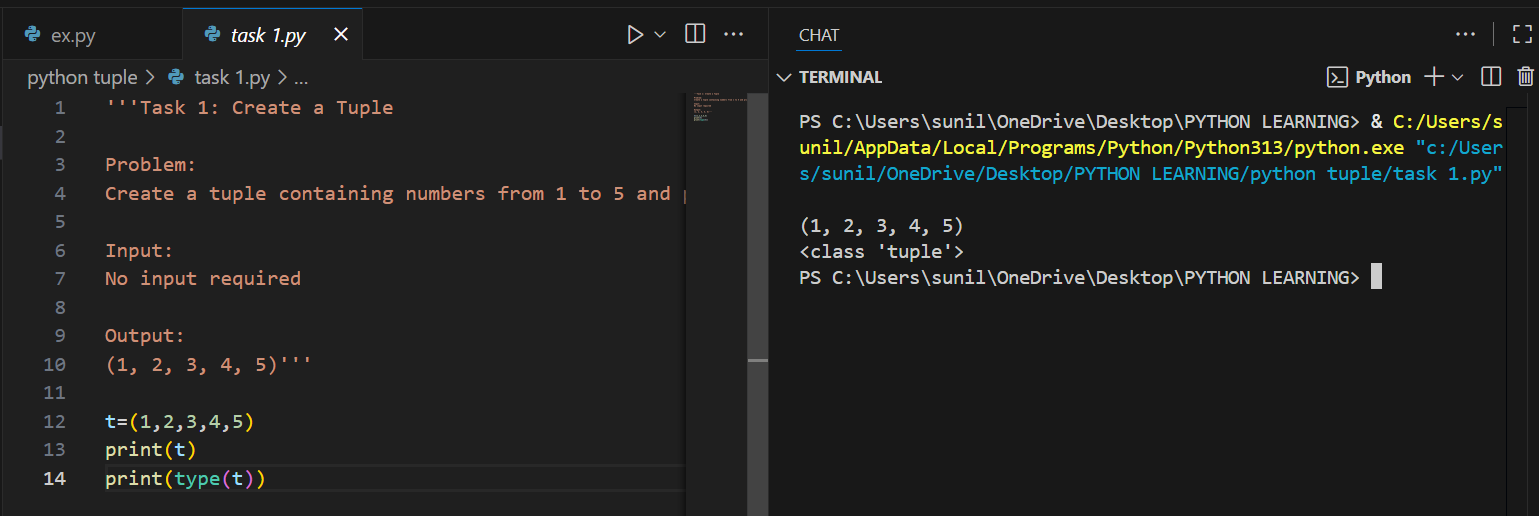 ex.py
task 1.py
python tuple > task 1.py > ...
1 '''Task 1: Create a Tuple
2
3 Problem:
4 Create a tuple containing numbers from 1 to 5 and
5
6 Input:
7 No input required
8
9 Output:
10 (1, 2, 3, 4, 5)'''
11
12 t=(1,2,3,4,5)
13 print(t)
14 print(type(t))
CHAT
TERMINAL
Python
PS C:\Users\sunil\OneDrive\Desktop\PYTHON LEARNING> & C:/Users/s
unil/AppData/Local/Programs/Python/Python313/python.exe "c:/User
s/sunil/OneDrive/Desktop/PYTHON LEARNING/python tuple/task 1.py"
(1, 2, 3, 4, 5)
<class 'tuple'>
PS C:\Users\sunil\OneDrive\Desktop\PYTHON LEARNING>